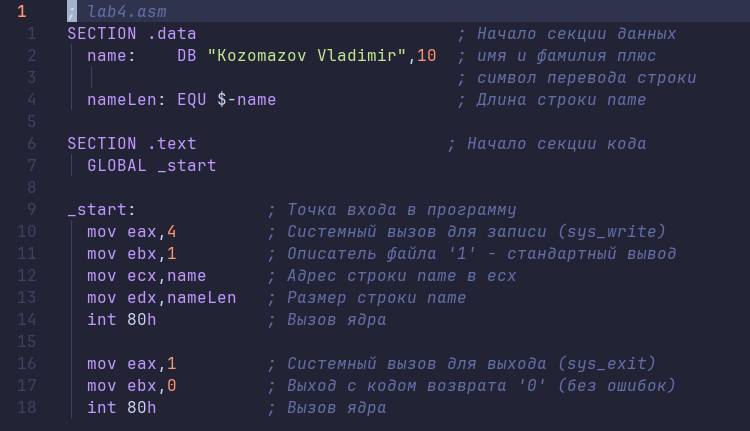 1 ; lab4.asm
1 SECTION .data ; Начало секции данных
2 name: DB "Kozomazov Vladimir",10 ; имя и фамилия плюс
3 ; символ перевода строки
4 nameLen: EQU $-name ; Длина строки name
5
6 SECTION .text ; Начало секции кода
7 GLOBAL _start
8
9 _start: ; Точка входа в программу
10 mov eax,4 ; Системный вызов для записи (sys_write)
11 mov ebx,1 ; Описатель файла '1' - стандартный вывод
12 mov ecx,name ; Адрес строки name в ecx
13 mov edx,nameLen ; Размер строки name
14 int 80h ; Вызов ядра
15
16 mov eax,1 ; Системный вызов для выхода (sys_exit)
17 mov ebx,0 ; Выход с кодом возврата '0' (без ошибок)
18 int 80h ; Вызов ядра